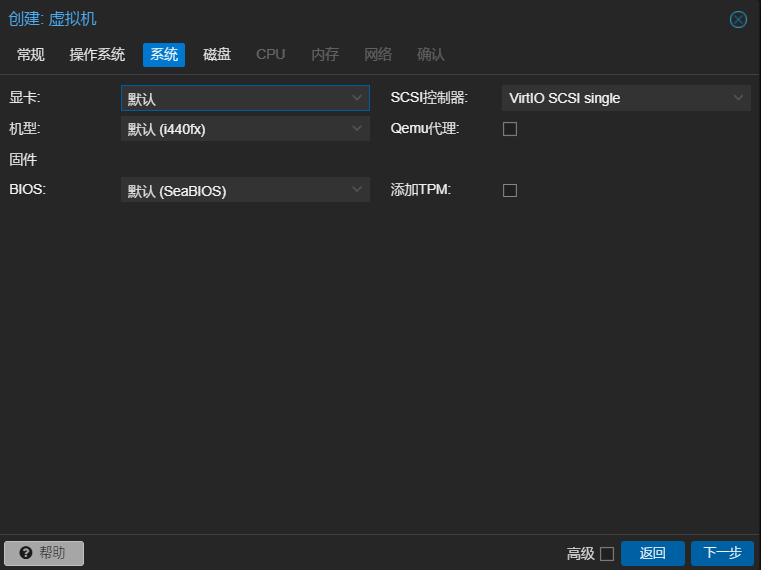 创建: 虚拟机
常规 操作系统 系统 磁盘 CPU 内存 网络 确认
显卡: 默认 SCSI控制器: VirtIO SCSI single
机型: 默认 (i440fx) Qemu代理:
固件
BIOS: 默认 (SeaBIOS) 添加TPM:
帮助 高级 返回 下一步